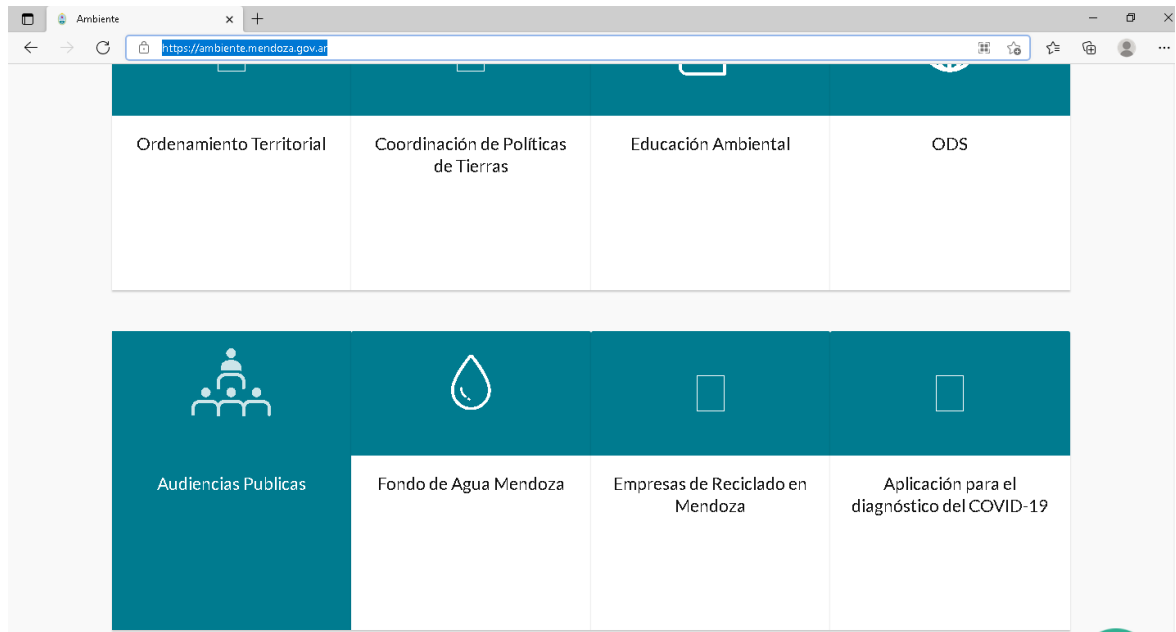 Ambiente
https://ambiente.mendoza.gov.ar
Ordenamiento Territorial
Coordinación de Políticas
de Tierras
Educación Ambiental
ODS
Audiencias Publicas
Fondo de Agua Mendoza
Empresas de Reciclado en
Mendoza
Aplicación para el
diagnóstico del COVID-19